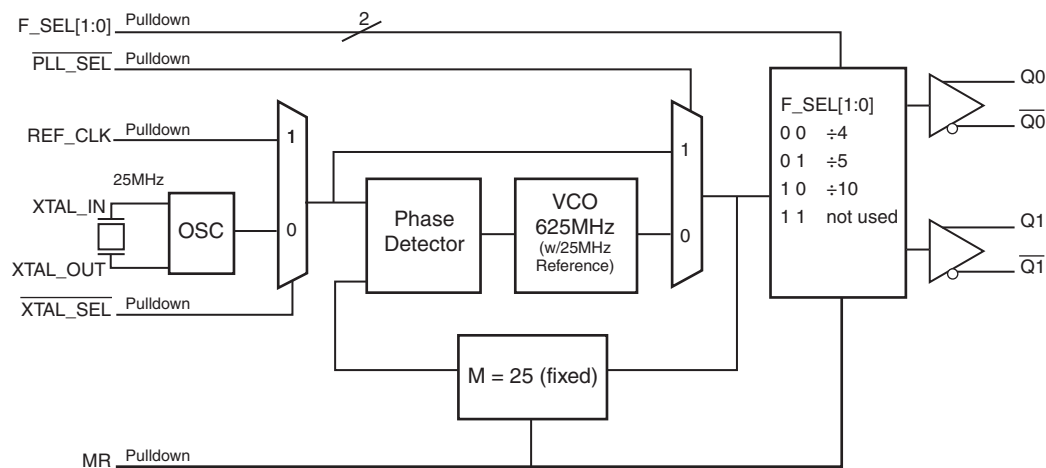 F_SEL[1:0] Pulldown 2
PLL_SEL Pulldown
REF_CLK Pulldown
25MHz
XTAL_IN
OSC
XTAL_OUT
XTAL_SEL Pulldown
1
0
Phase
Detector
VCO
625MHz
(w/25MHz
Reference)
1
0
M = 25 (fixed)
MR Pulldown
F_SEL[1:0]
0 0 ÷4
0 1 ÷5
1 0 ÷10
1 1 not used
Q0
Q0
Q1
Q1